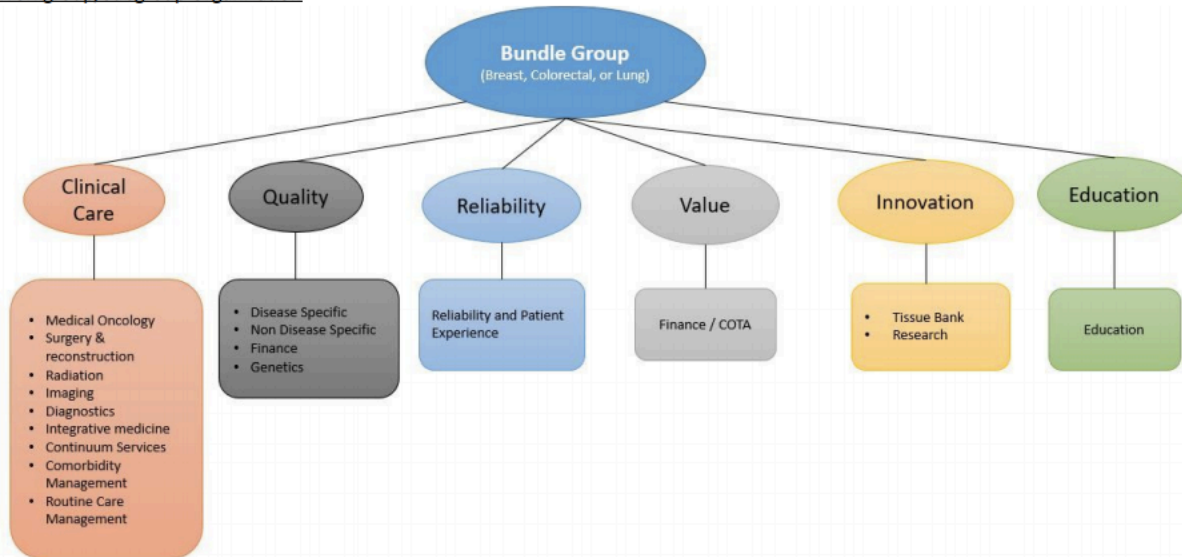 Bundle Group
(Breast, Colorectal, or Lung)
Clinical
Care
Quality
Reliability
Value
Innovation
Education
• Medical Oncology
• Surgery &
reconstruction
• Radiation
• Imaging
• Diagnostics
• Integrative medicine
• Continuum Services
• Comorbidity
Management
• Routine Care
Management
• Disease Specific
• Non Disease Specific
• Finance
• Genetics
Reliability and Patient
Experience
Finance / COTA
• Tissue Bank
• Research
Education